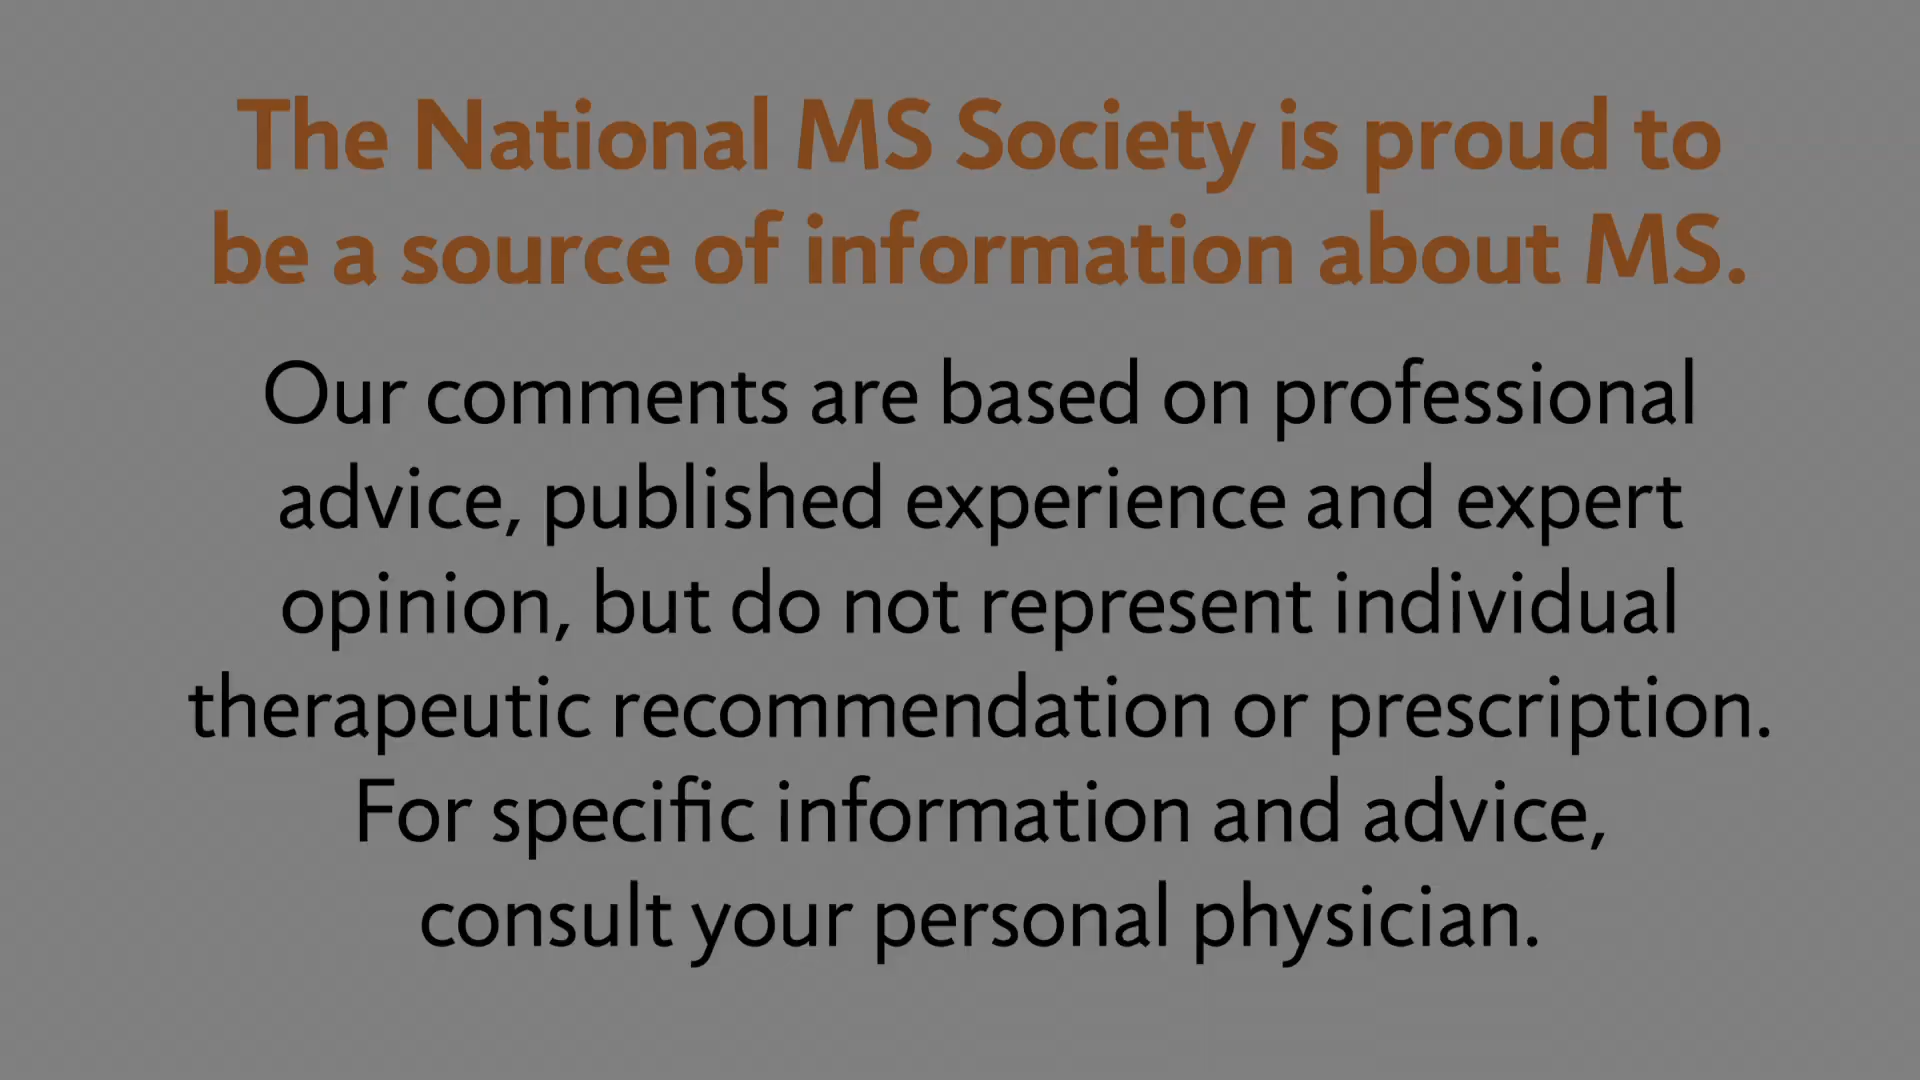 The National MS Society is proud to
be a source of information about MS.
Our comments are based on professional
advice, published experience and expert
opinion, but do not represent individual
therapeutic recommendation or prescription.
For specific information and advice,
consult your personal physician.